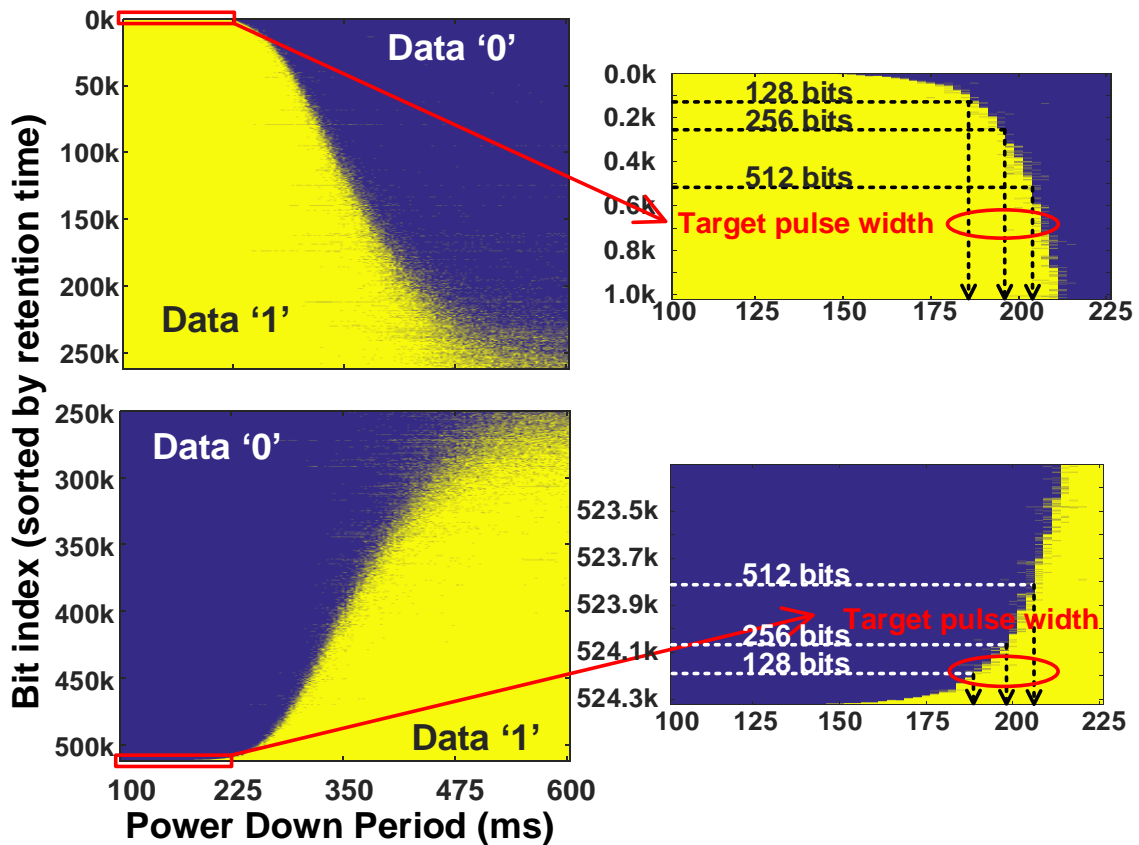 Bit index (sorted by retention time)
0k
50k
100k
150k
200k
250k
Data ‘0’
Data ‘1’
0.0k
0.2k
0.4k
0.6k
0.8k
1.0k
128 bits
256 bits
512 bits
Target pulse width
100
125
150
175
200
225
250k
300k
350k
400k
450k
500k
Data ‘0’
Data ‘1’
100
225
350
475
600
Power Down Period (ms)
523.5k
523.7k
523.9k
524.1k
524.3k
512 bits
Target pulse width
256 bits
128 bits
100
125
150
175
200
225